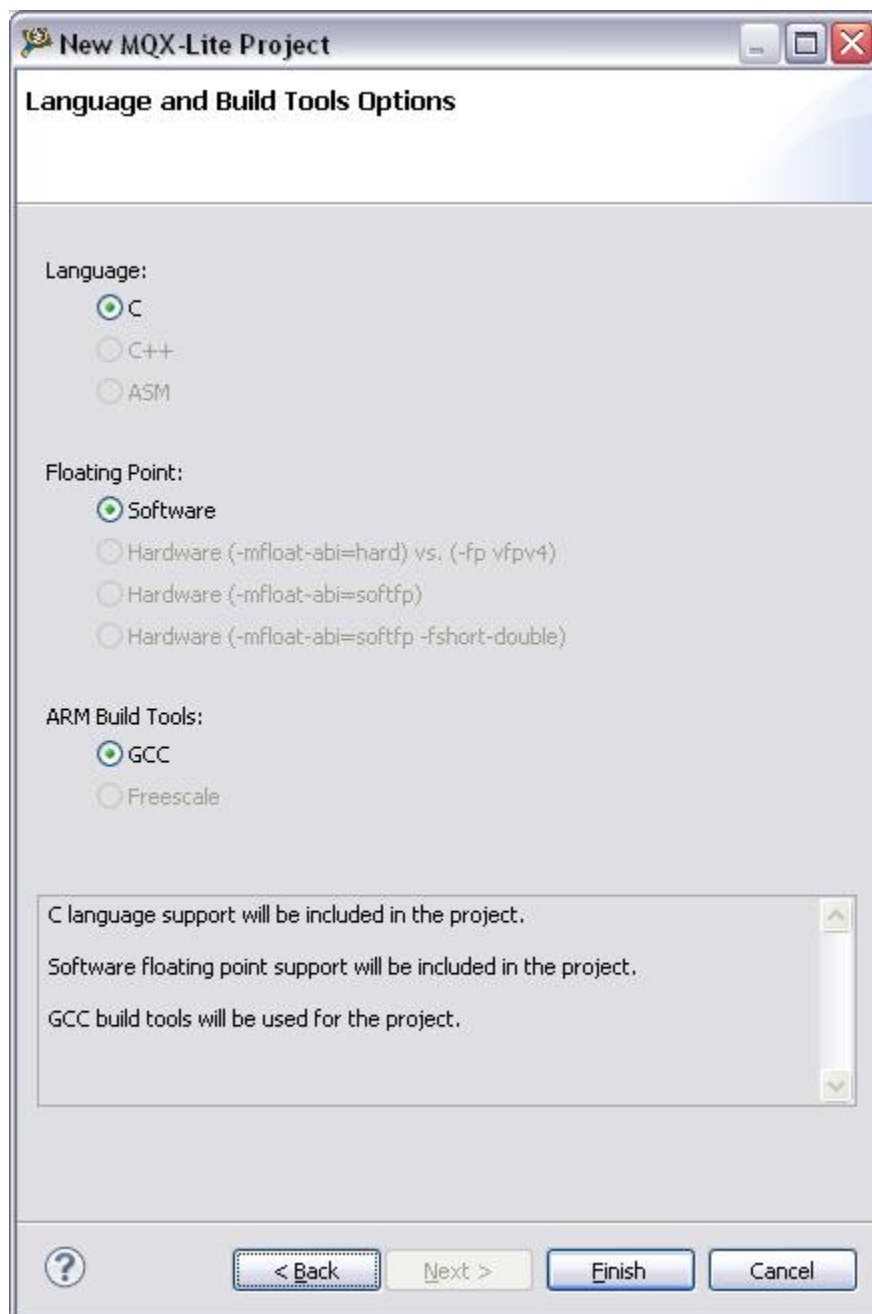 New MQX-Lite Project
Language and Build Tools Options
Language:
C
C++
ASM
Floating Point:
Software
Hardware (-mfloat-abi=hard) vs. (-fp vfpv4)
Hardware (-mfloat-abi=softfp)
Hardware (-mfloat-abi=softfp -fshort-double)
ARM Build Tools:
GCC
Freescale
C language support will be included in the project.
Software floating point support will be included in the project.
GCC build tools will be used for the project.
? < Back Next > Finish Cancel